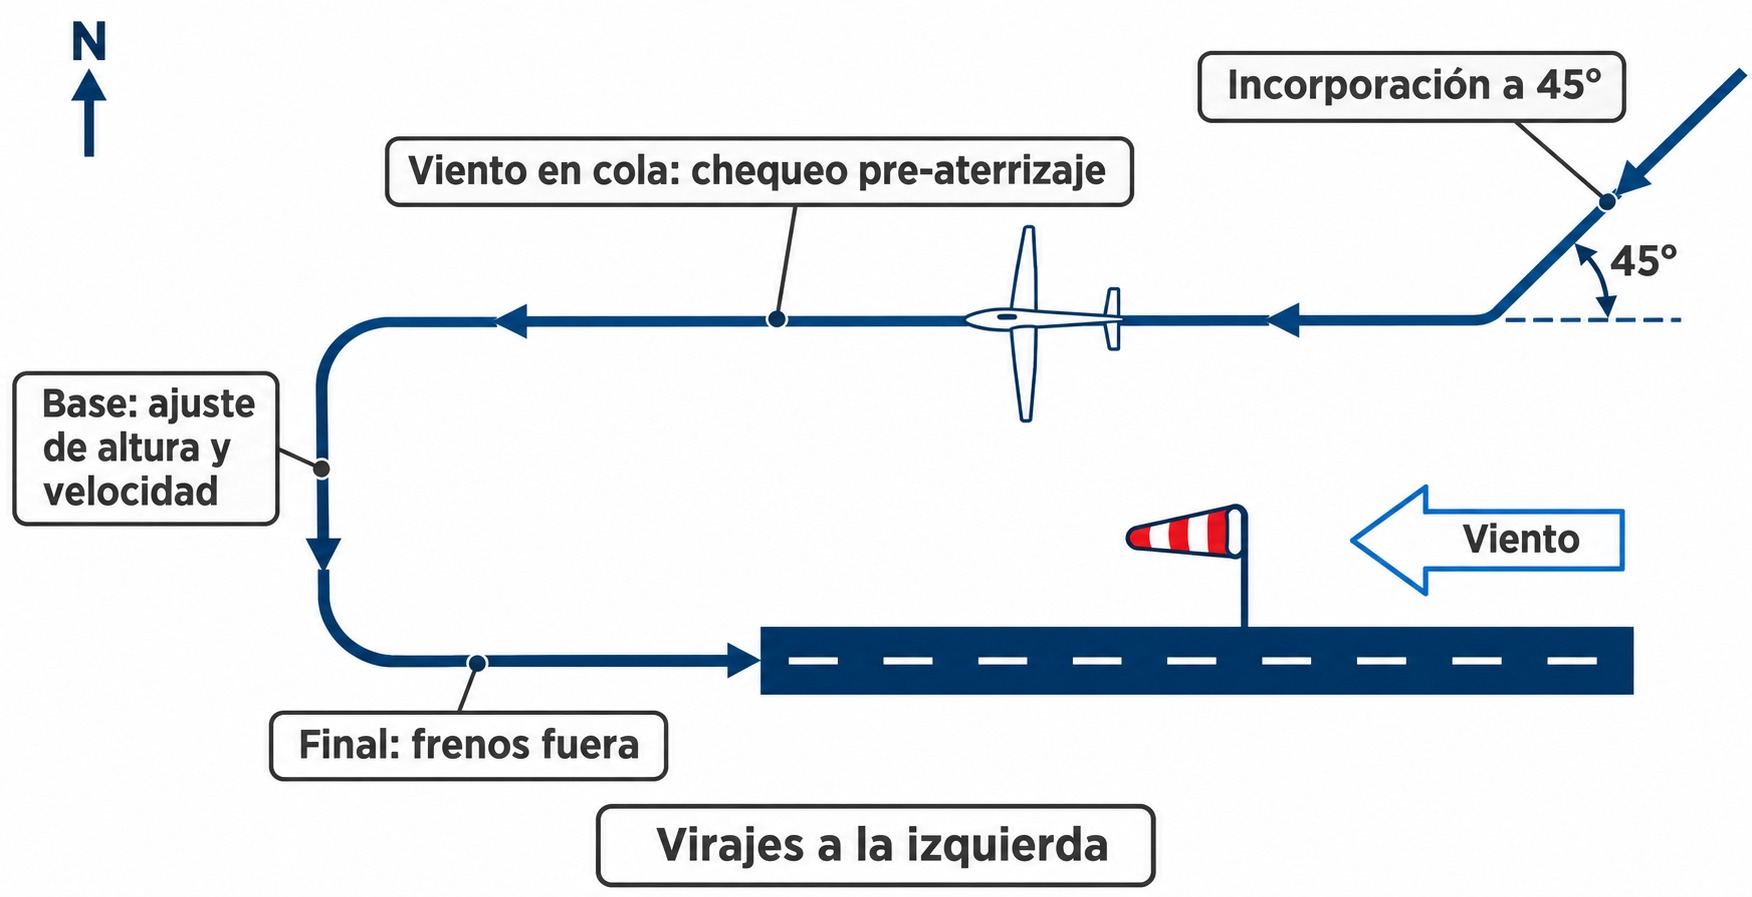 N
Incorporación a 45°
Viento en cola: chequeo pre-aterrizaje
45°
Base: ajuste
de altura y
velocidad
Viento
Final: frenos fuera
Virajes a la izquierda